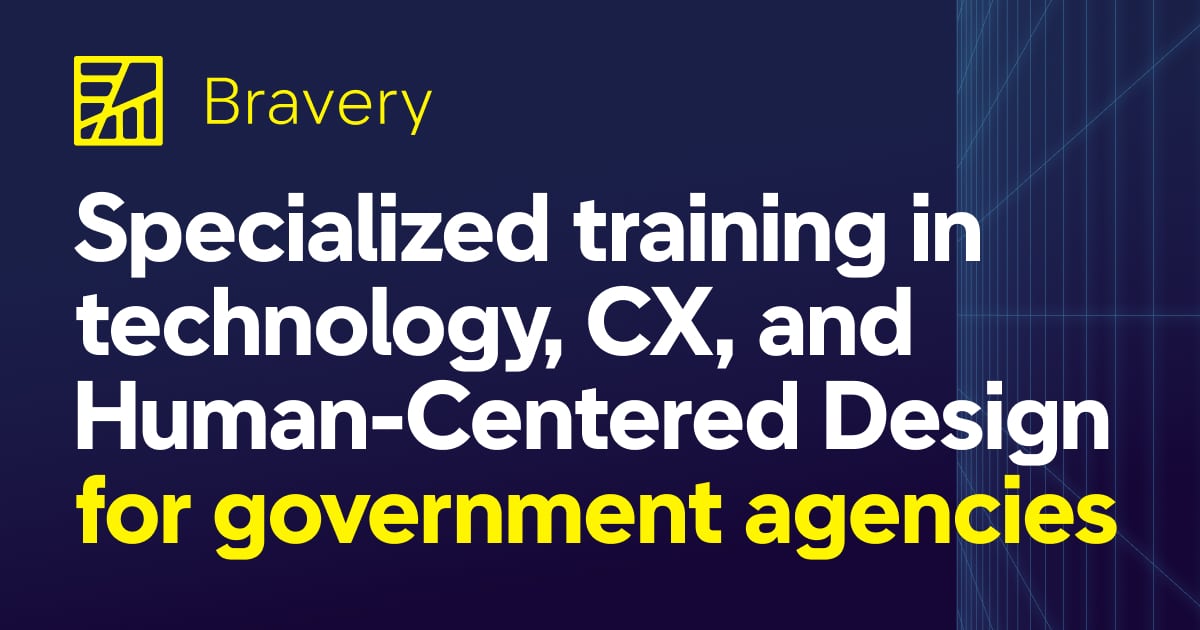 Bravery
Specialized training in
technology, CX, and
Human-Centered Design
for government agencies